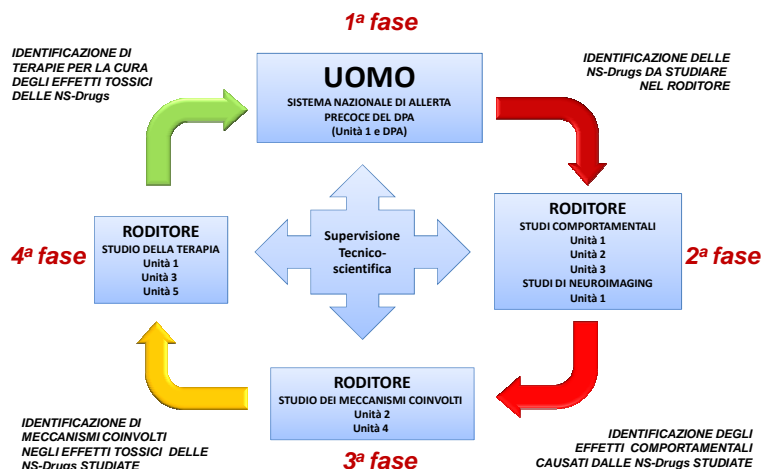 1ª fase
IDENTIFICAZIONE DI
TERAPIE PER LA CURA
DEGLI EFFETTI TOSSICI
DELLE NS-Drugs
UOMO
SISTEMA NAZIONALE DI ALLERTA
PRECOCE DEL DPA
(Unità 1 e DPA)
IDENTIFICAZIONE DELLE
NS-Drugs DA STUDIARE
NEL RODITORE
4ª fase
RODITORE
STUDIO DELLA TERAPIA
Unità 1
Unità 3
Unità 5
Supervisione
Tecnico-
scientifica
RODITORE
STUDI COMPORTAMENTALI
Unità 1
Unità 2
Unità 3
STUDI DI NEUROIMAGING
Unità 1
2ª fase
RODITORE
STUDIO DEI MECCANISMI COINVOLTI
Unità 2
Unità 4
IDENTIFICAZIONE DI
MECCANISMI COINVOLTI
NEGLI EFFETTI TOSSICI DELLE
NS-Drugs STUDIATE
3ª fase
IDENTIFICAZIONE DEGLI
EFFETTI COMPORTAMENTALI
CAUSATI DALLE NS-Drugs STUDIATE